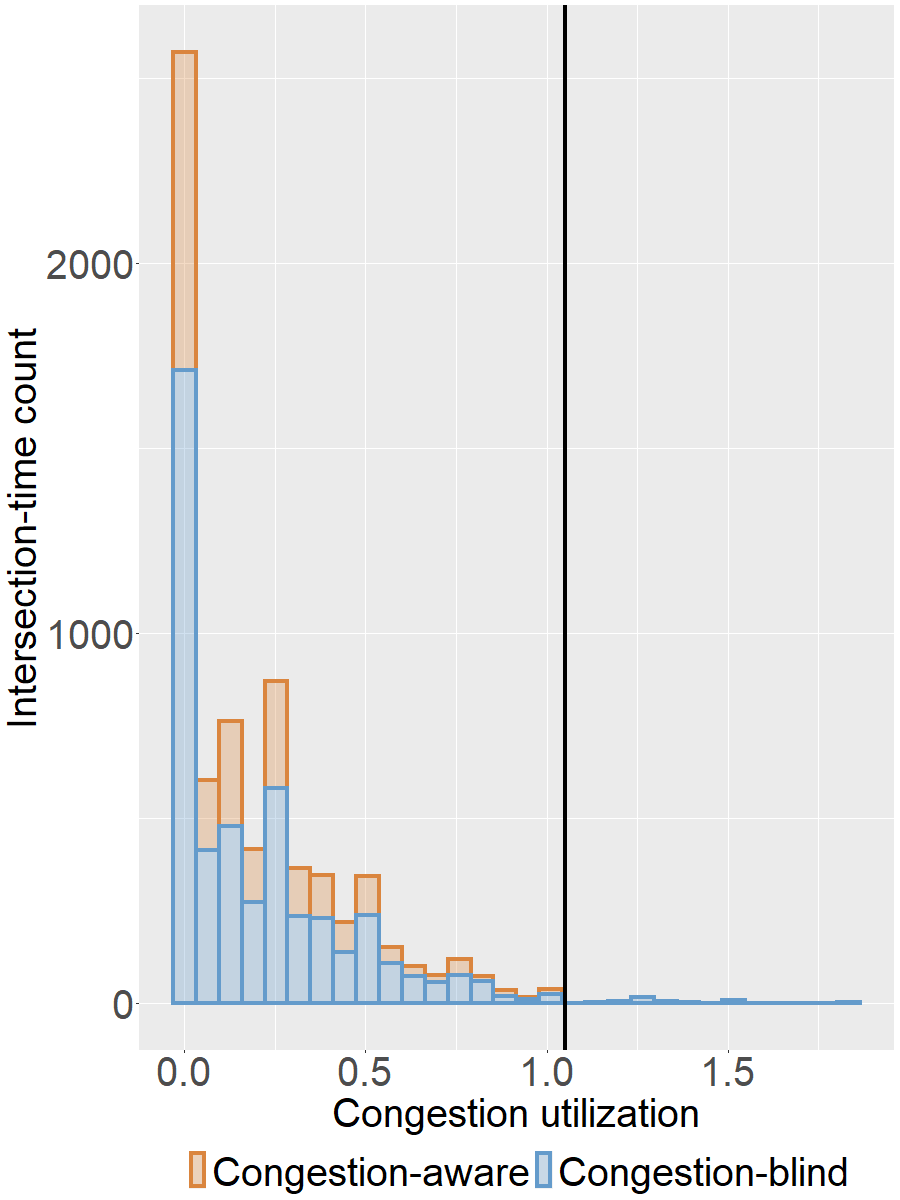 Intersection-time count
2000
1000
0
0.0 0.5 1.0 1.5
Congestion utilization
Congestion-aware Congestion-blind